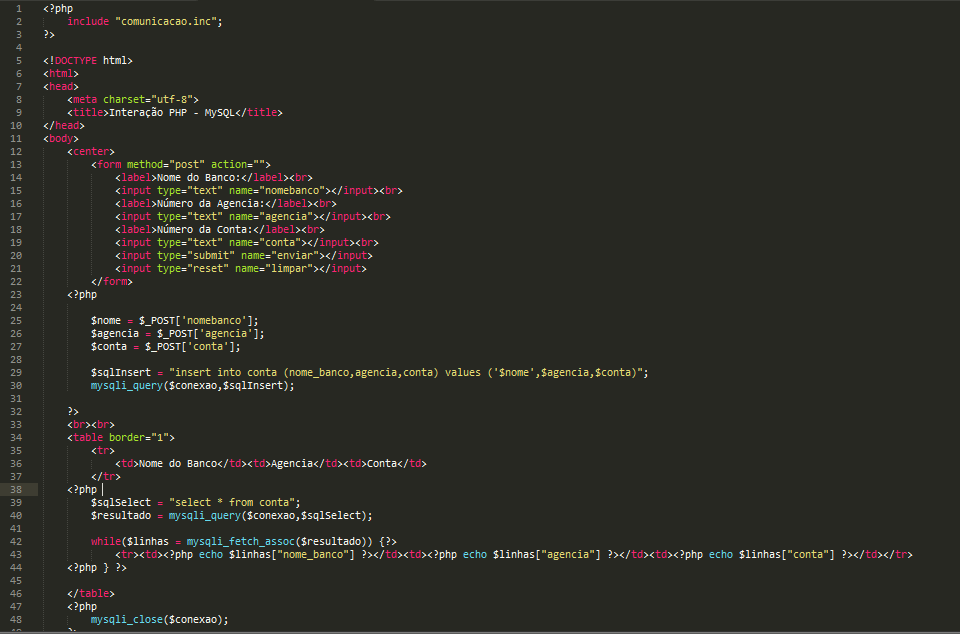 1 <?php
2 include "comunicacao.inc";
3 ?>
4
5 <!DOCTYPE html>
6 <html>
7 <head>
8 <meta charset="utf-8">
9 <title>Interação PHP - MySQL</title>
10 </head>
11 <body>
12 <center>
13 <form method="post" action="">
14 <label>Nome do Banco:</label><br>
15 <input type="text" name="nomebanco"></input><br>
16 <label>Número da Agencia:</label><br>
17 <input type="text" name="agencia"></input><br>
18 <label>Número da Conta:</label><br>
19 <input type="text" name="conta"></input><br>
20 <input type="submit" name="enviar"></input>
21 <input type="reset" name="limpar"></input>
22 </form>
23 <?php
24
25 $nome = $_POST['nomebanco'];
26 $agencia = $_POST['agencia'];
27 $conta = $_POST['conta'];
28
29 $sqlInsert = "insert into conta (nome_banco,agencia,conta) values ('$nome',$agencia,$conta)";
30 mysqli_query($conexao,$sqlInsert);
31
32 ?>
33 <br><br>
34 <table border="1">
35 <tr>
36 <td>Nome do Banco</td><td>Agencia</td><td>Conta</td>
37 </tr>
38 <?php
39 $sqlSelect = "select * from conta";
40 $resultado = mysqli_query($conexao,$sqlSelect);
41
42 while($linhas = mysqli_fetch_assoc($resultado)) {?>
43 <tr><td><?php echo $linhas["nome_banco"] ?></td><td><?php echo $linhas["agencia"] ?></td><td><?php echo $linhas["conta"] ?></td></tr>
44 <?php } ?>
45
46 </table>
47 <?php
48 mysqli_close($conexao);